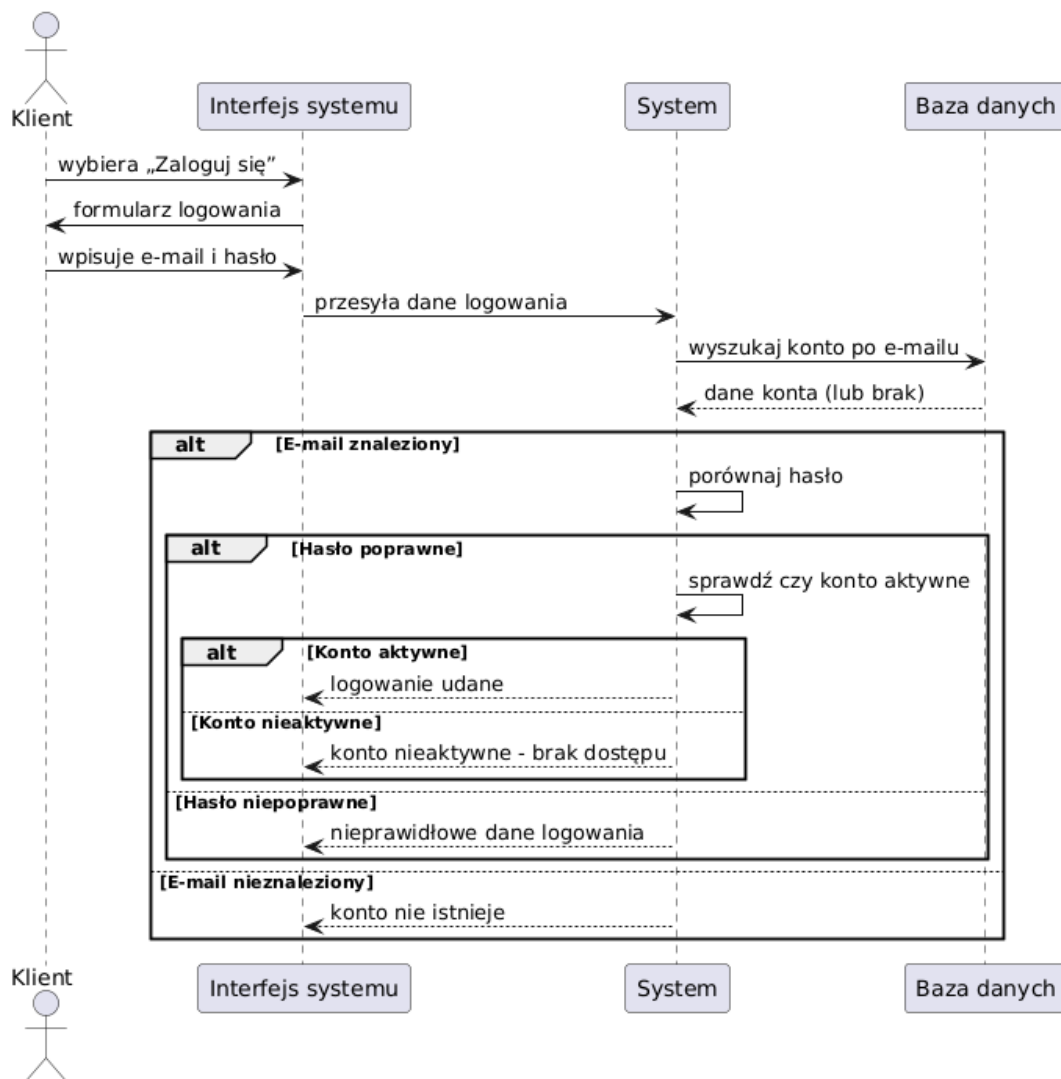 Klient
Interfejs systemu
System
Baza danych
wybiera „Zaloguj się”
formularz logowania
wpisuje e-mail i hasło
przesyła dane logowania
wyszukaj konto po e-mailu
dane konta (lub brak)
alt [E-mail znaleziony]
porównaj hasło
alt [Hasło poprawne]
sprawdź czy konto aktywne
alt [Konto aktywne]
logowanie udane
[Konto nieaktywne]
konto nieaktywne - brak dostępu
[Hasło niepoprawne]
nieprawidłowe dane logowania
[E-mail nieznaleziony]
konto nie istnieje
Klient
Interfejs systemu
System
Baza danych